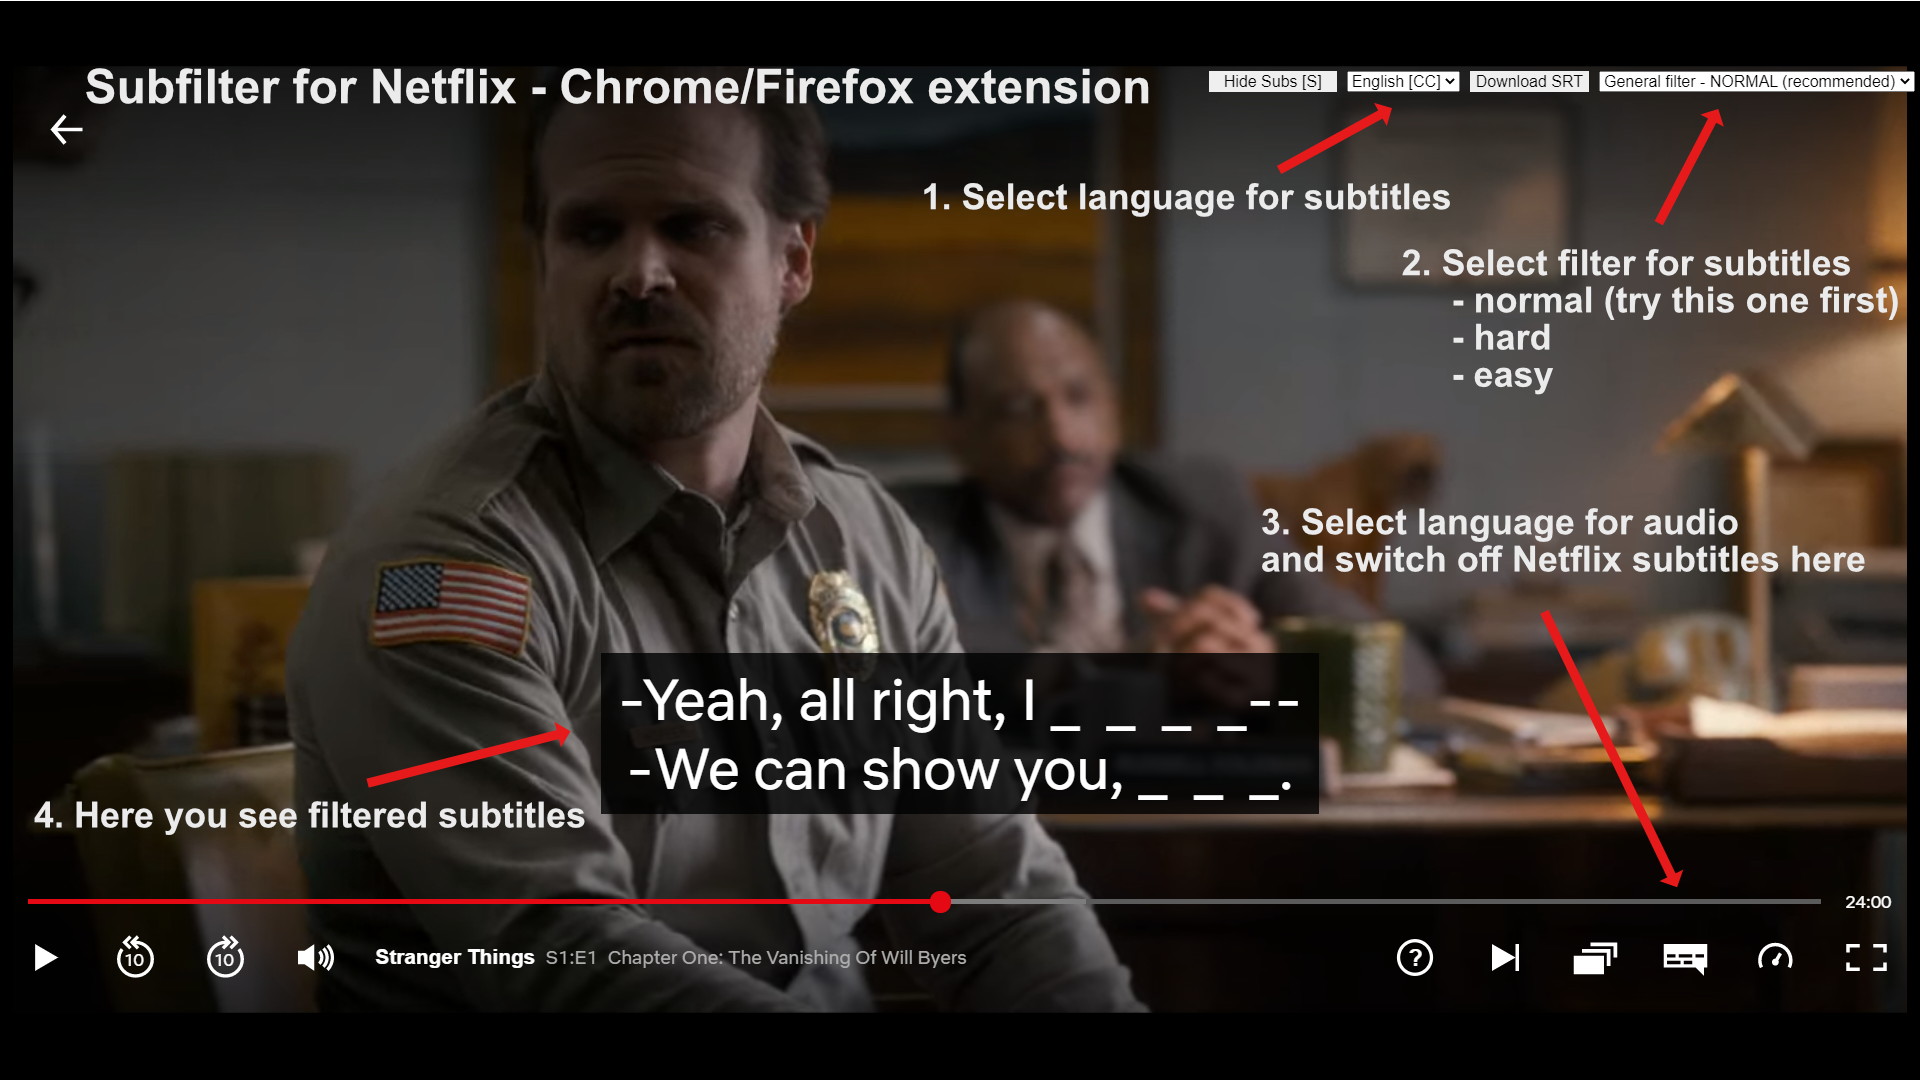 Subfilter for Netflix - Chrome/Firefox extension
Hide Subs [S] English [CC] Download SRT General filter - NORMAL (recommended)
1. Select language for subtitles
2. Select filter for subtitles
- normal (try this one first)
- hard
- easy
3. Select language for audio
and switch off Netflix subtitles here
-Yeah, all right, I _ _ _ _--
-We can show you, _ _ _.
4. Here you see filtered subtitles
24:00
10 10 Stranger Things S1:E1 Chapter One: The Vanishing Of Will Byers ?